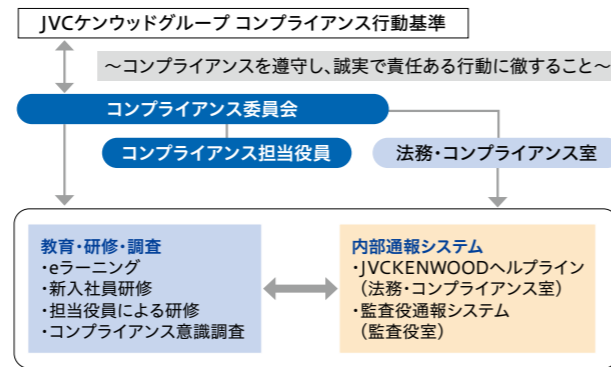 JVCケンウッドグループ コンプライアンス行動基準
～コンプライアンスを遵守し、誠実で責任ある行動に徹すること～
コンプライアンス委員会
コンプライアンス担当役員
法務・コンプライアンス室
教育・研修・調査
・eラーニング
・新入社員研修
・担当役員による研修
・コンプライアンス意識調査
内部通報システム
・JVCKENWOODヘルプライン
（法務・コンプライアンス室）
・監査役通報システム
（監査役室）